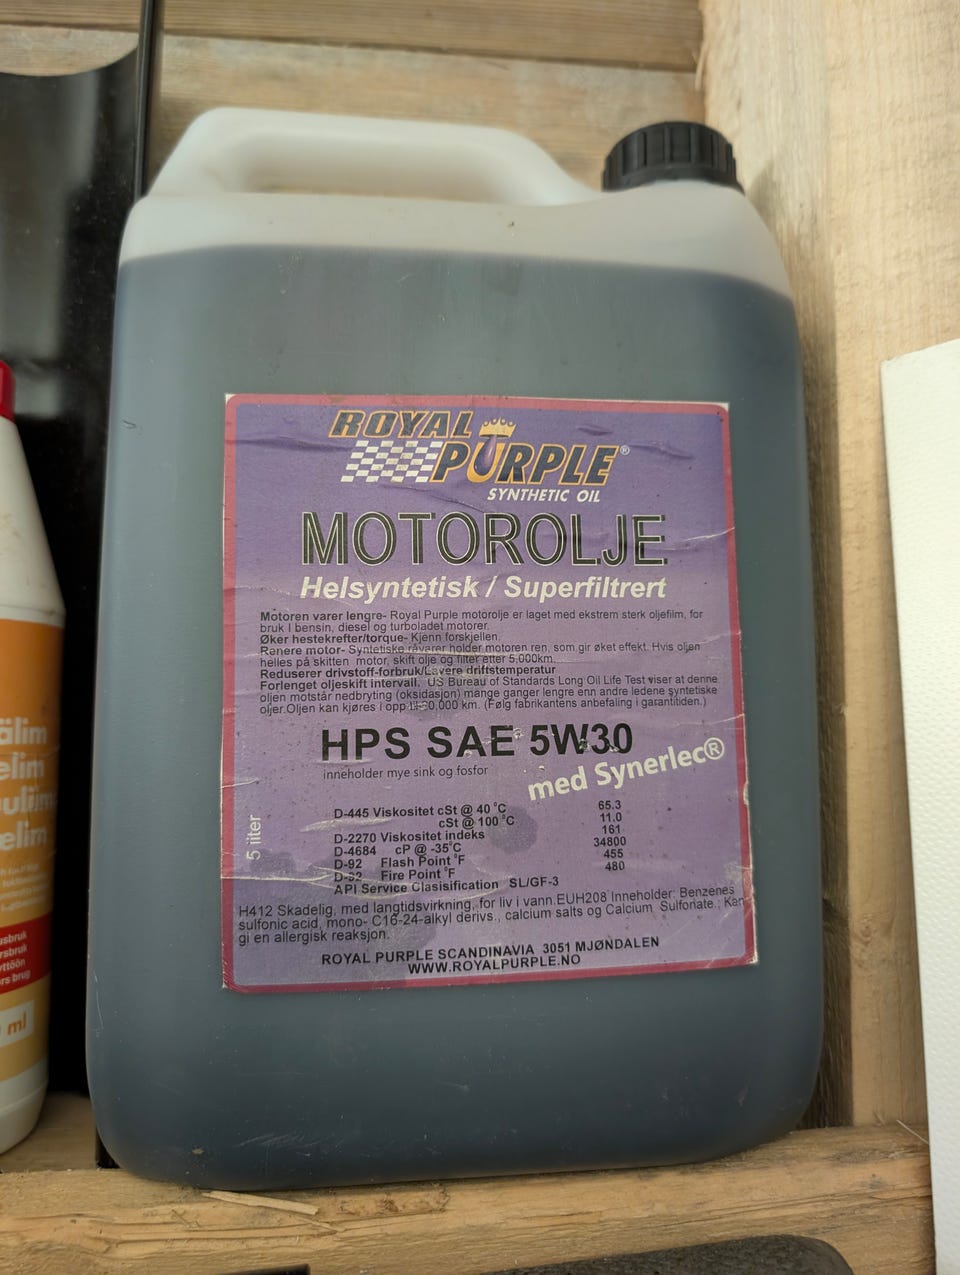 ROYAL
PURPLE®
SYNTHETIC OIL
MOTOROLJE
Helsyntetisk / Superfiltrert
Motoren varer lengre- Royal Purple motorolje er laget med ekstrem sterk oljefilm, for
bruk I bensin, diesel og turboladet motorer.
Øker hestekrefter/torque- Kjenn forskjellen.
Renere motor- Syntetiske råvarer holder motoren ren, som gir øket effekt. Hvis oljen
helles på skitten motor, skift olje og filter etter 5,000km.
Reduserer drivstoff-forbruk/Lavere driftstemperatur
Forlenget oljeskift intervall. US Bureau of Standards Long Oil Life Test viser at denne
oljen motstår nedbryting (oksidasjon) mange ganger lengre enn andre ledene syntetiske
oljer.Oljen kan kjøres i opp km. (Følg fabrikantens anbefaling i garantitiden.)
HPS SAE 5W30
inneholder mye sink og fosfor
med Synerlec®
D-445 Viskositet cSt @ 40 °C 65.3
cSt @ 100 °C 11.0
D-2270 Viskositet indeks 161
D-4684 cP @ -35°C 34800
D-92 Flash Point °F 455
D-92 Fire Point °F 480
API Service Clasisification SL/GF-3
5 liter
H412 Skadelig, med langtidsvirkning, for liv i vann.EUH208 Inneholder: Benzenes
sulfonic acid, mono- C16-24-alkyl derivs., calcium salts og Calcium Sulfonate.; Kan
gi en allergisk reaksjon.
ROYAL PURPLE SCANDINAVIA 3051 MJØNDALEN
WWW.ROYALPURPLE.NO
älim
elim
elim
ml